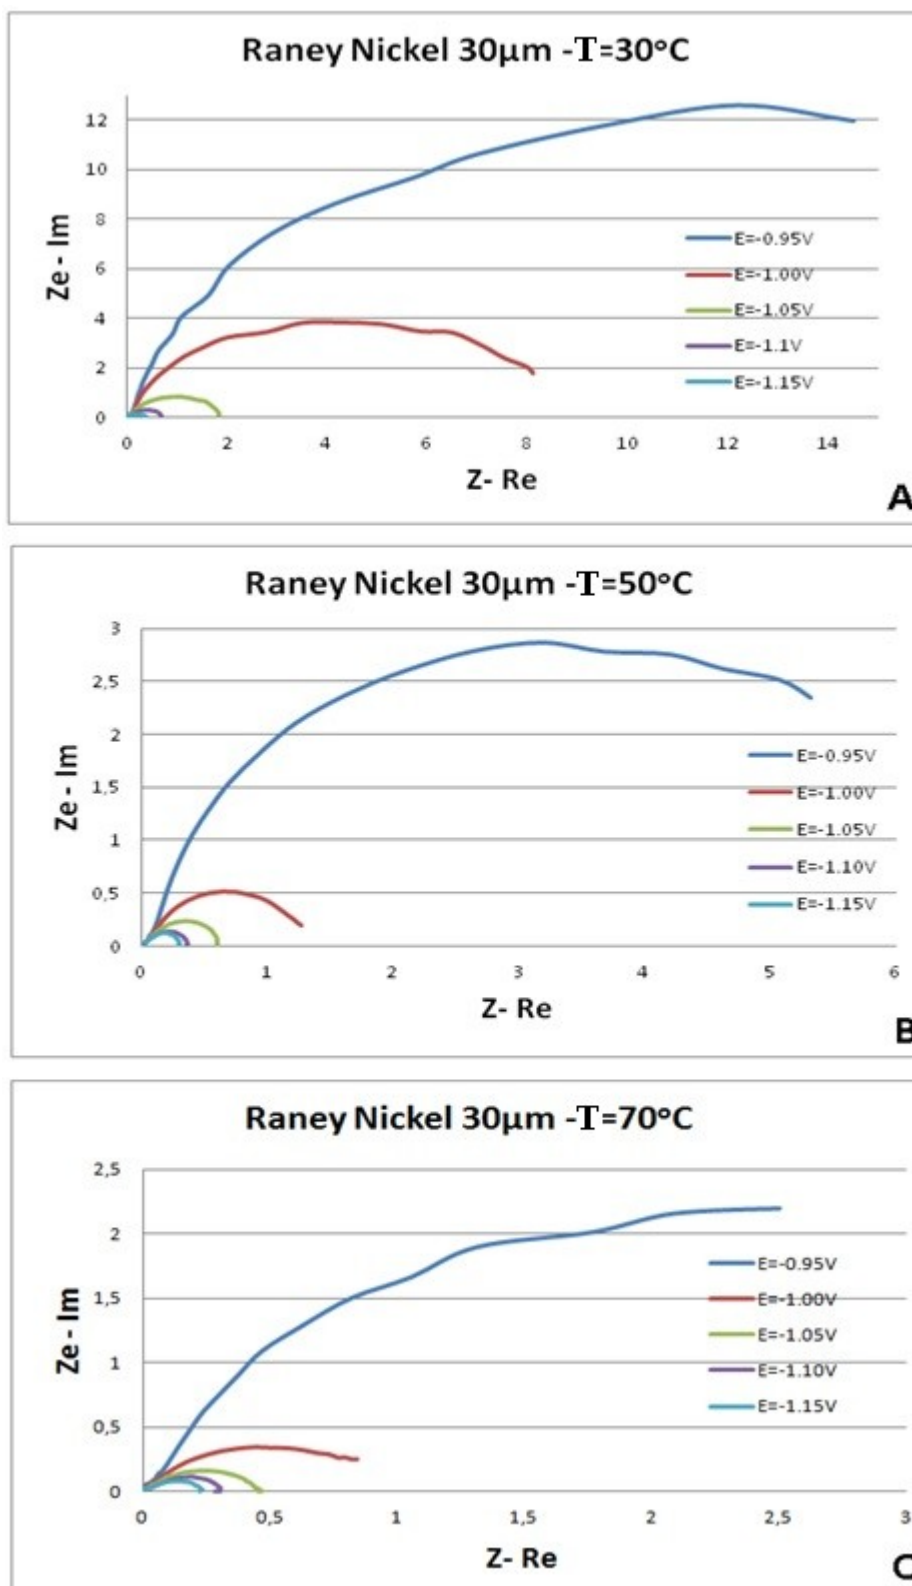 Raney Nickel 30µm -T=30°C
Ze - Im
12
10
8
6
4
2
0
0 2 4 6 8 10 12 14
Z- Re
E=-0.95V
E=-1.00V
E=-1.05V
E=-1.1V
E=-1.15V
A
Raney Nickel 30µm -T=50°C
Ze - Im
3
2,5
2
1,5
1
0,5
0
0 1 2 3 4 5 6
Z- Re
E=-0.95V
E=-1.00V
E=-1.05V
E=-1.10V
E=-1.15V
B
Raney Nickel 30µm -T=70°C
Ze - Im
2,5
2
1,5
1
0,5
0
0 0,5 1 1,5 2 2,5 3
Z- Re
E=-0.95V
E=-1.00V
E=-1.05V
E=-1.10V
E=-1.15V
C